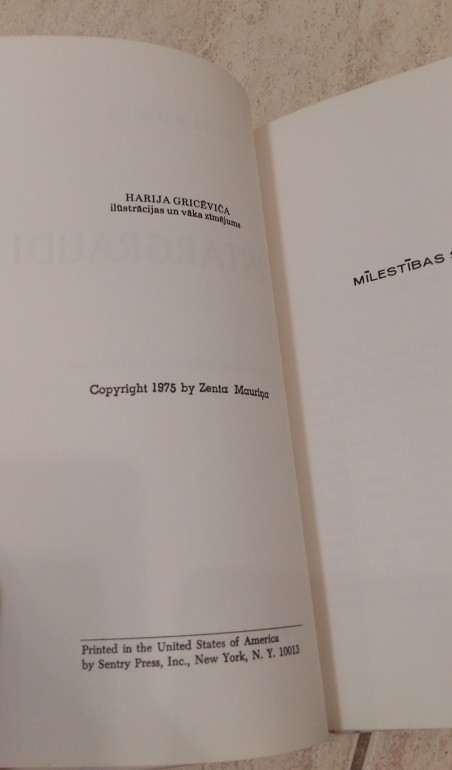 HARIJA GRICĒVIČA
ilūstrācijas un vāka zīmējums
Copyright 1975 by Zenta Mauriņa
Printed in the United States of America
by Sentry Press, Inc., New York, N. Y. 10013
MĪLESTĪBAS